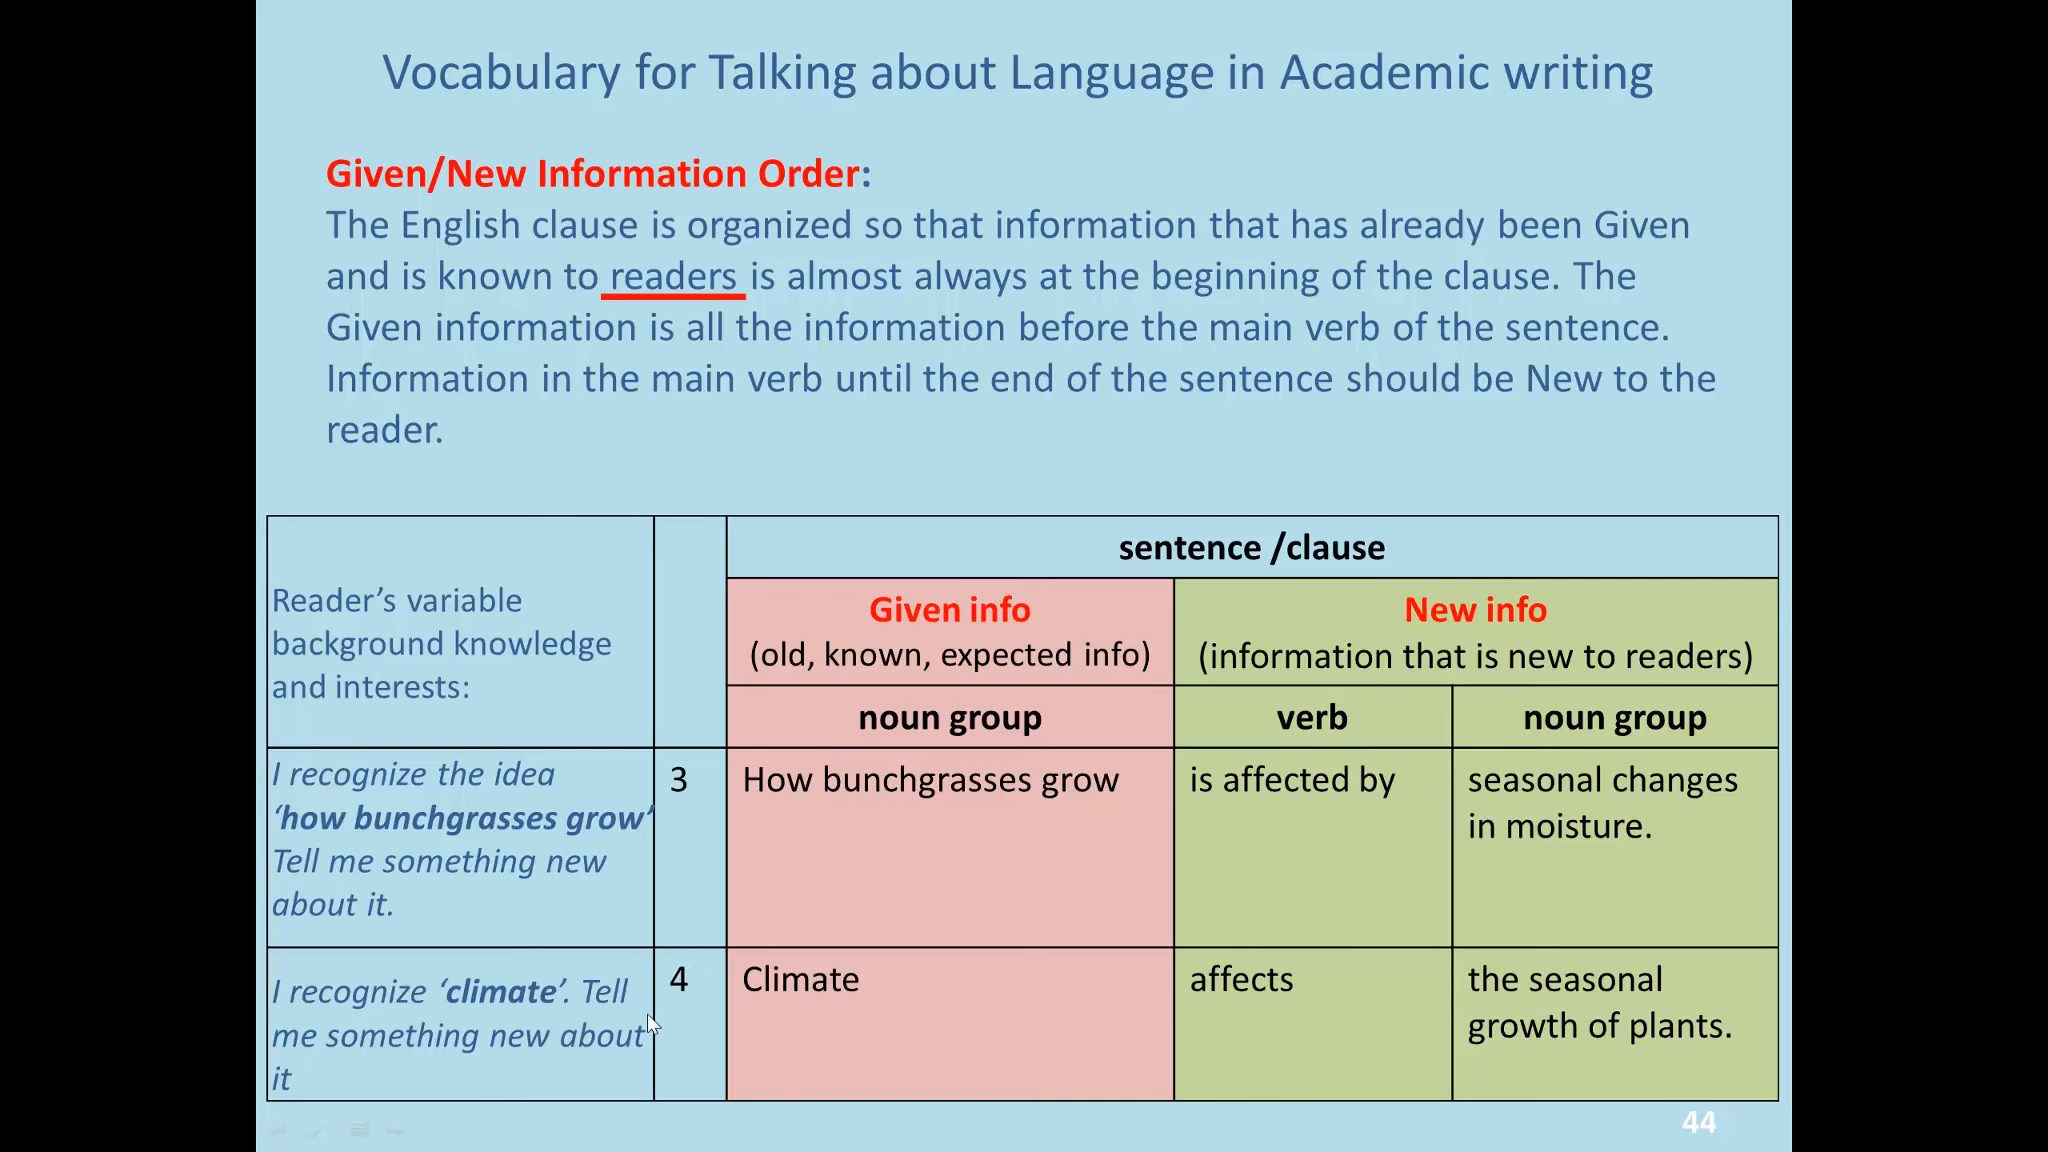 Vocabulary for Talking about Language in Academic writing
Given/New Information Order:
The English clause is organized so that information that has already been Given
and is known to readers is almost always at the beginning of the clause. The
Given information is all the information before the main verb of the sentence.
Information in the main verb until the end of the sentence should be New to the
reader.
sentence /clause
Reader’s variable
background knowledge
and interests:
Given info
(old, known, expected info)
New info
(information that is new to readers)
noun group
verb
noun group
I recognize the idea
‘how bunchgrasses grow’
Tell me something new
about it.
3
How bunchgrasses grow
is affected by
seasonal changes
in moisture.
I recognize ‘climate’. Tell
me something new about
it
4
Climate
affects
the seasonal
growth of plants.
44